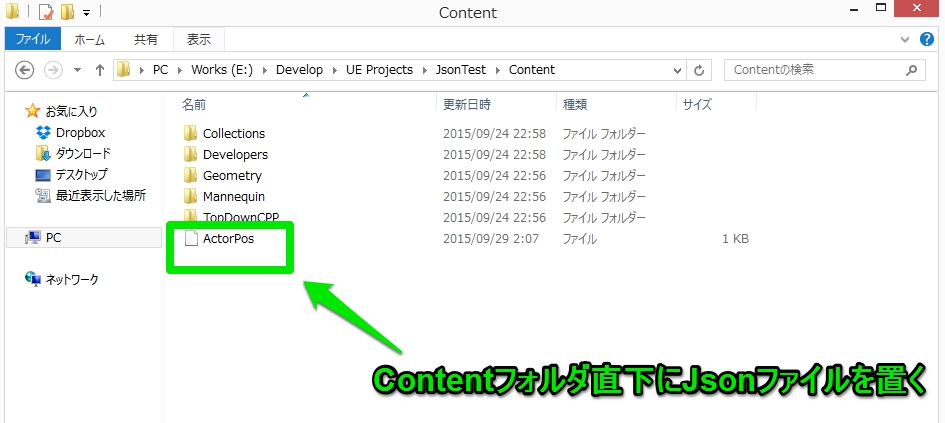 Content
ファイル ホーム 共有 表示
PC Works (E:) Develop UE Projects JsonTest Content Contentの検索
お気に入り
Dropbox
ダウンロード
デスクトップ
最近表示した場所
PC
ネットワーク
名前 更新日時 種類 サイズ
Collections 2015/09/24 22:58 ファイル フォルダー
Developers 2015/09/24 22:58 ファイル フォルダー
Geometry 2015/09/24 22:56 ファイル フォルダー
Mannequin 2015/09/24 22:56 ファイル フォルダー
TopDownCPP 2015/09/24 22:56 ファイル フォルダー
ActorPos 2015/09/29 2:07 ファイル 1 KB
Contentフォルダ直下にJsonファイルを置く